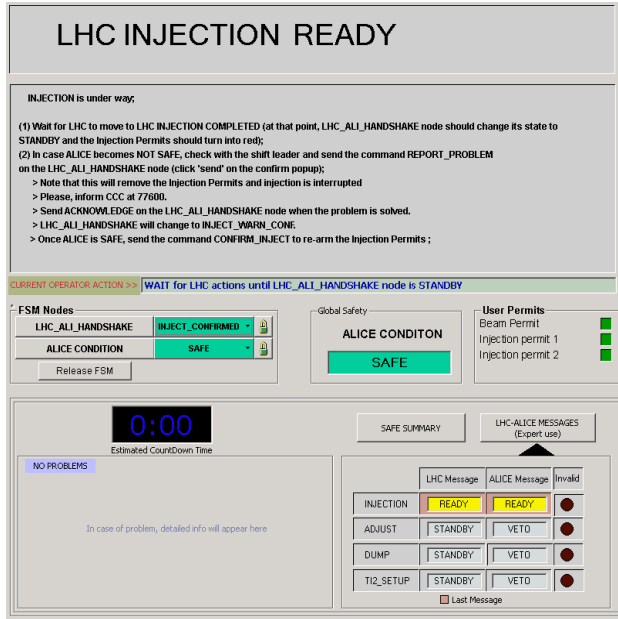 LHC INJECTION READY
INJECTION is under way;
(1) Wait for LHC to move to LHC INJECTION COMPLETED (at that point, LHC_ALI_HANDSHAKE node should change its state to
STANDBY and the Injection Permits should turn into red);
(2) In case ALICE becomes NOT SAFE, check with the shift leader and send the command REPORT_PROBLEM
on the LHC_ALI_HANDSHAKE node (click 'send' on the confirm popup);
> Note that this will remove the Injection Permits and injection is interrupted
> Please, inform CCC at 77600.
> Send ACKNOWLEDGE on the LHC_ALI_HANDSHAKE node when the problem is solved.
> LHC_ALI_HANDSHAKE will change to INJECT_WARN_CONF.
> Once ALICE is SAFE, send the command CONFIRM_INJECT to re-arm the Injection Permits ;
CURRENT OPERATOR ACTION >> WAIT for LHC actions until LHC_ALI_HANDSHAKE node is STANDBY
FSM Nodes
LHC_ALI_HANDSHAKE INJECT_CONFIRMED
ALICE CONDITION SAFE
Release FSM
Global Safety
ALICE CONDITON
SAFE
User Permits
Beam Permit
Injection permit 1
Injection permit 2
0:00
Estimated CountDown Time
SAFE SUMMARY
LHC-ALICE MESSAGES
(Expert use)
NO PROBLEMS
In case of problem, detailed info will appear here
LHC Message ALICE Message Invalid
INJECTION READY READY
ADJUST STANDBY VETO
DUMP STANDBY VETO
TI2_SETUP STANDBY VETO
Last Message